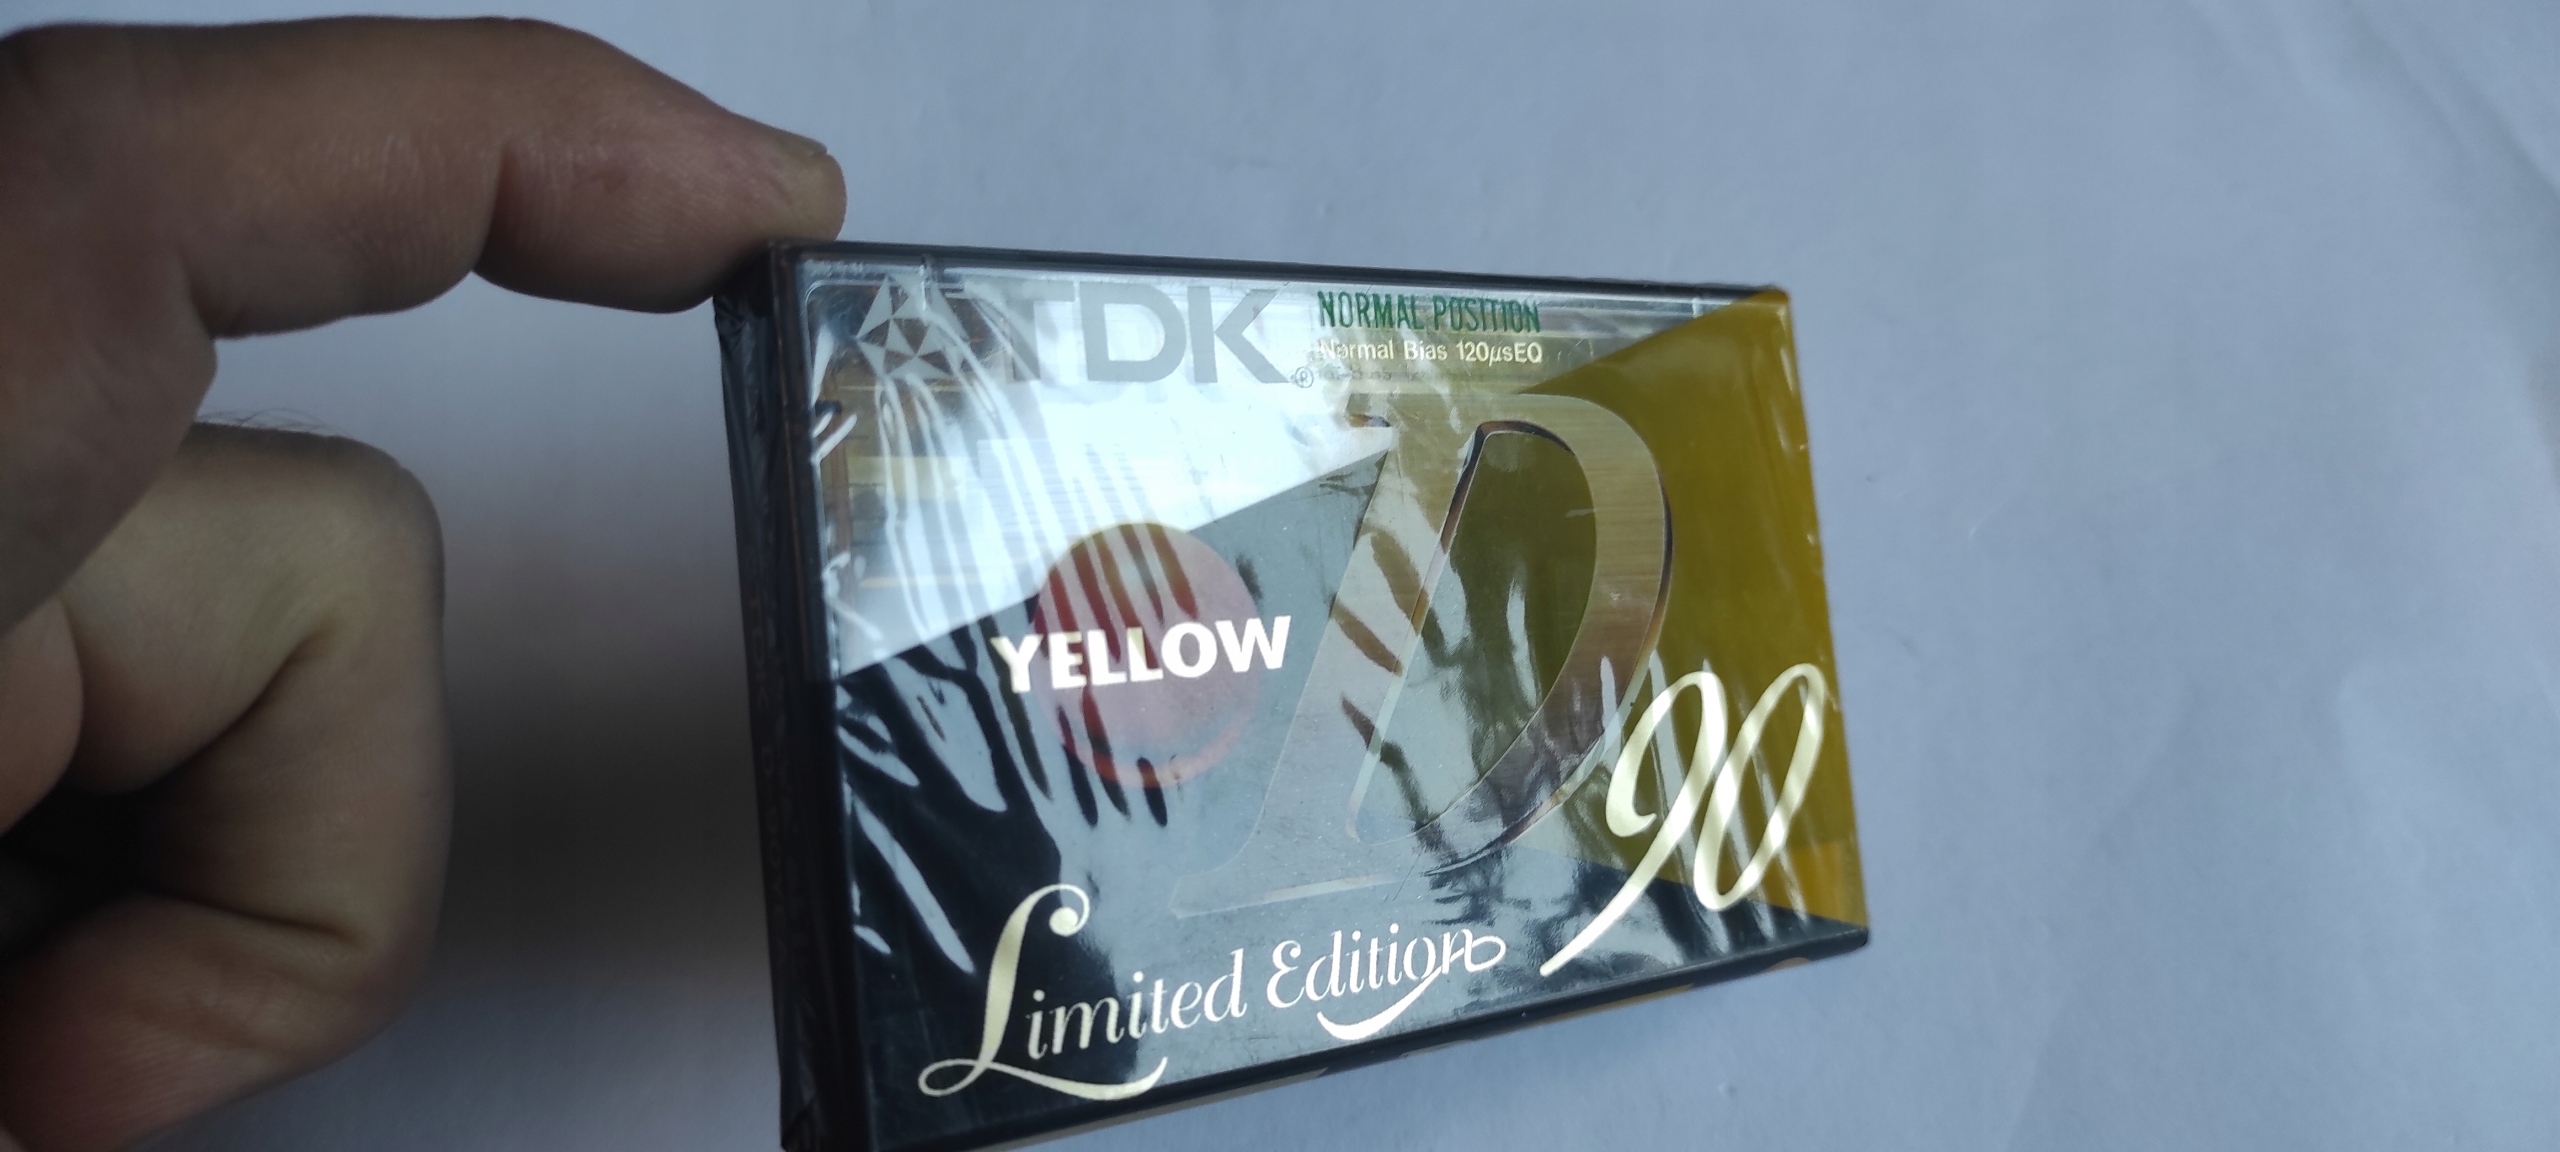 TDK®
NORMAL POSITION
Normal Bias 120μsEQ
D
YELLOW
90
Limited Edition